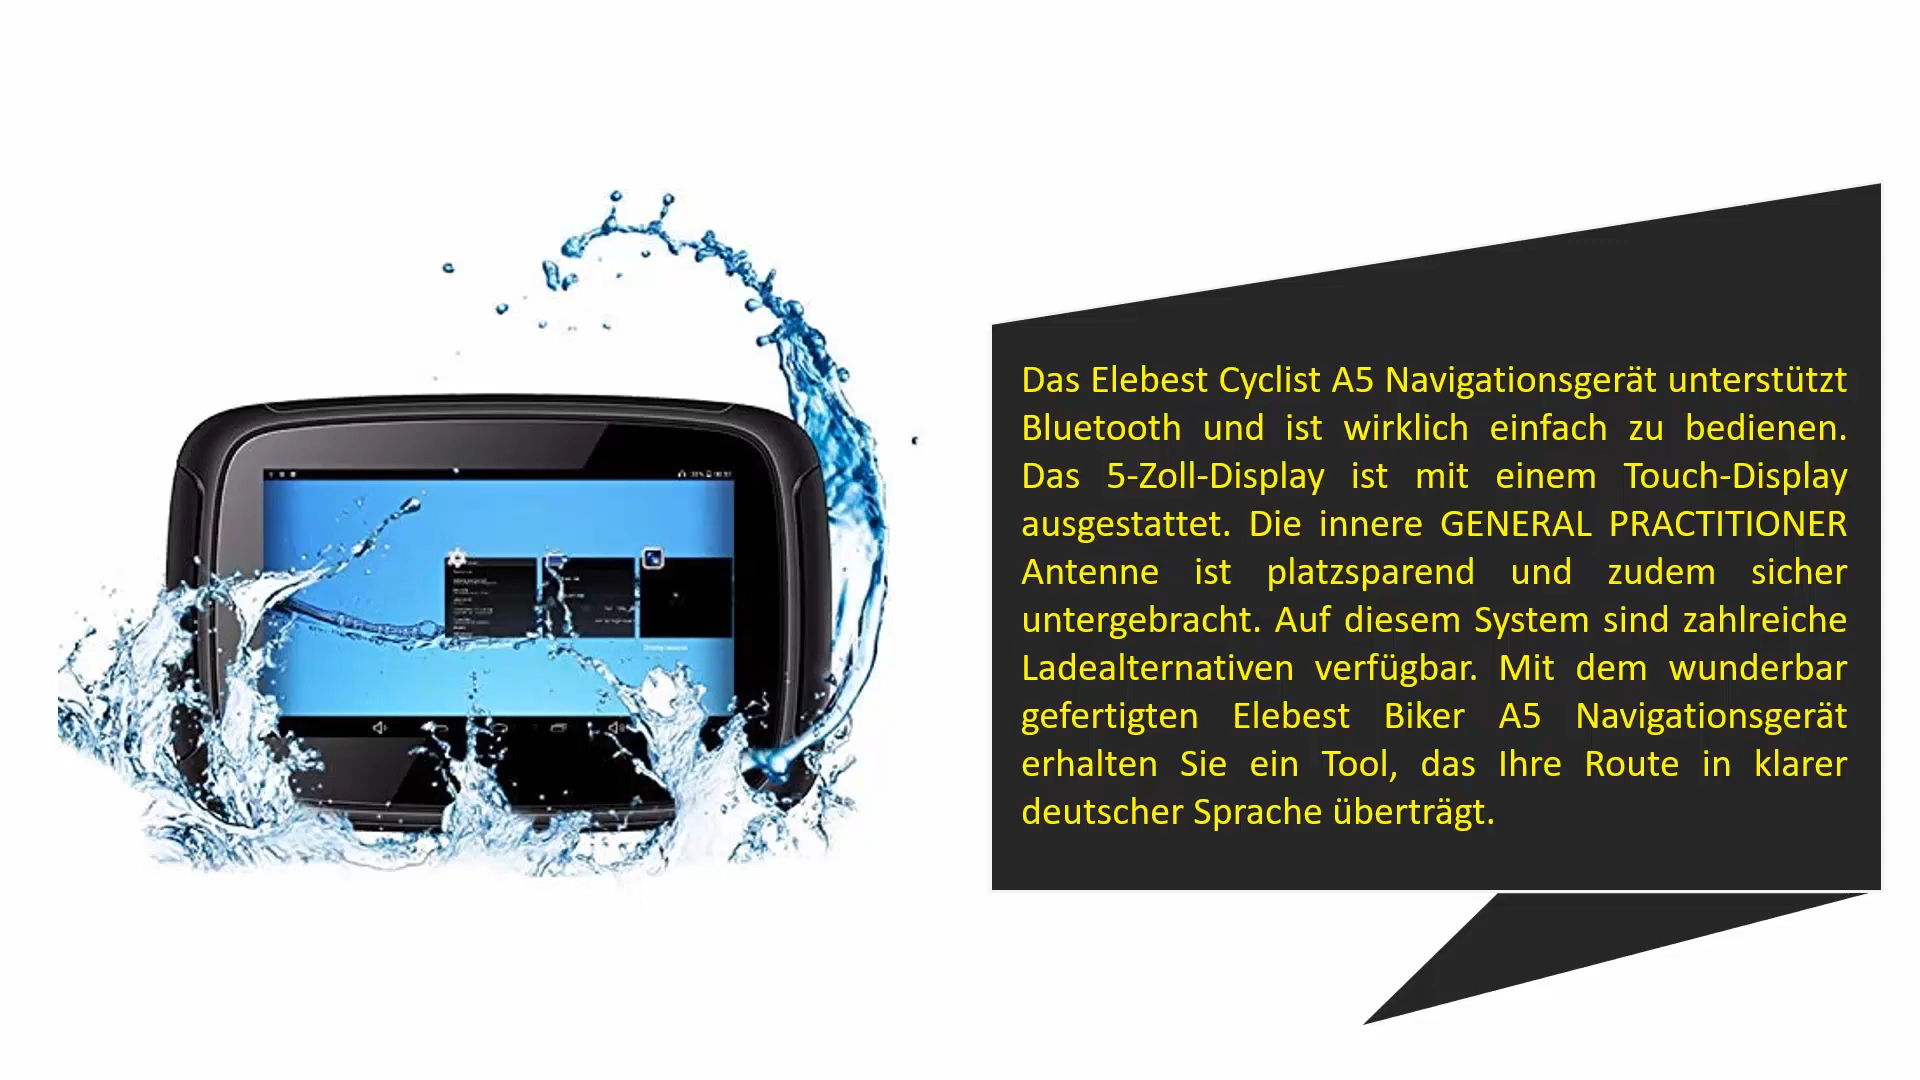 Das Elebest Cyclist A5 Navigationsgerät unterstützt
Bluetooth und ist wirklich einfach zu bedienen.
Das 5-Zoll-Display ist mit einem Touch-Display
ausgestattet. Die innere GENERAL PRACTITIONER
Antenne ist platzsparend und zudem sicher
untergebracht. Auf diesem System sind zahlreiche
Ladealternativen verfügbar. Mit dem wunderbar
gefertigten Elebest Biker A5 Navigationsgerät
erhalten Sie ein Tool, das Ihre Route in klarer
deutscher Sprache überträgt.